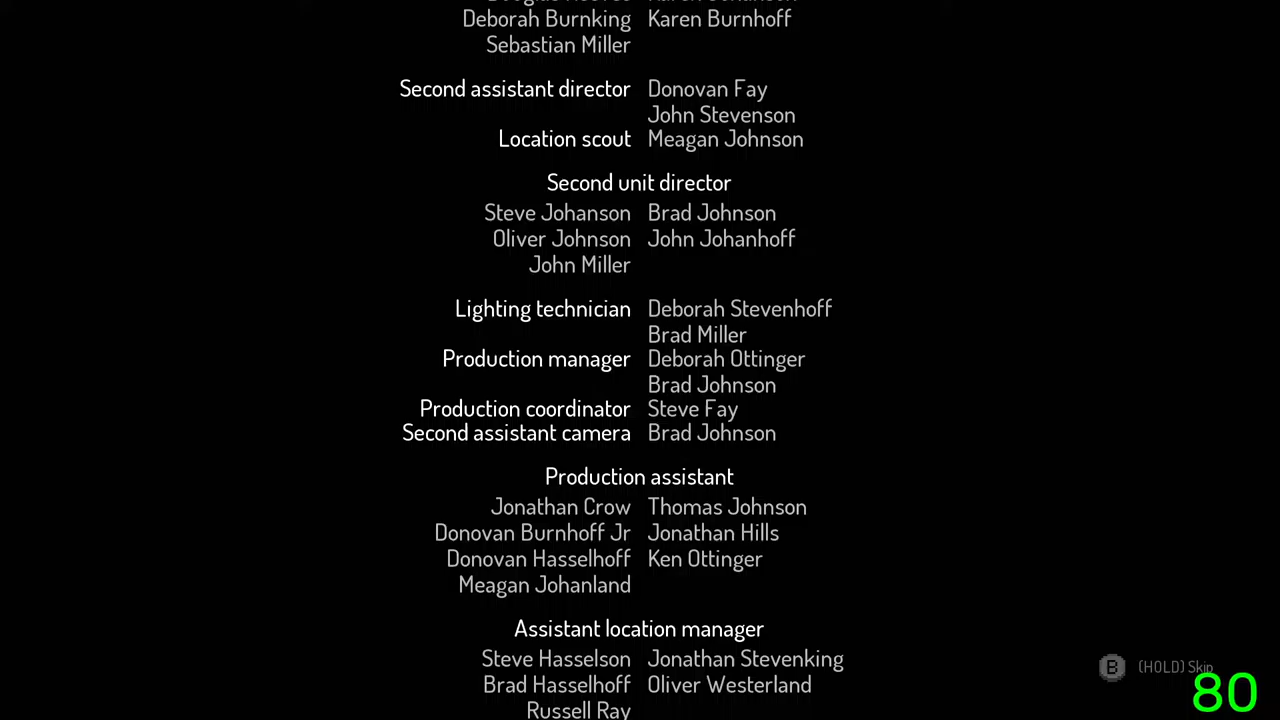 Deborah Burnking Karen Burnhoff
Sebastian Miller
Second assistant director Donovan Fay
John Stevenson
Location scout Meagan Johnson
Second unit director
Steve Johanson Brad Johnson
Oliver Johnson John Johanhoff
John Miller
Lighting technician Deborah Stevenhoff
Brad Miller
Production manager Deborah Ottinger
Brad Johnson
Production coordinator Steve Fay
Second assistant camera Brad Johnson
Production assistant
Jonathan Crow Thomas Johnson
Donovan Burnhoff Jr Jonathan Hills
Donovan Hasselhoff Ken Ottinger
Meagan Johanland
Assistant location manager
Steve Hasselson Jonathan Stevenking
Brad Hasselhoff Oliver Westerland
Russell Ray
B (HOLD) Skip
80